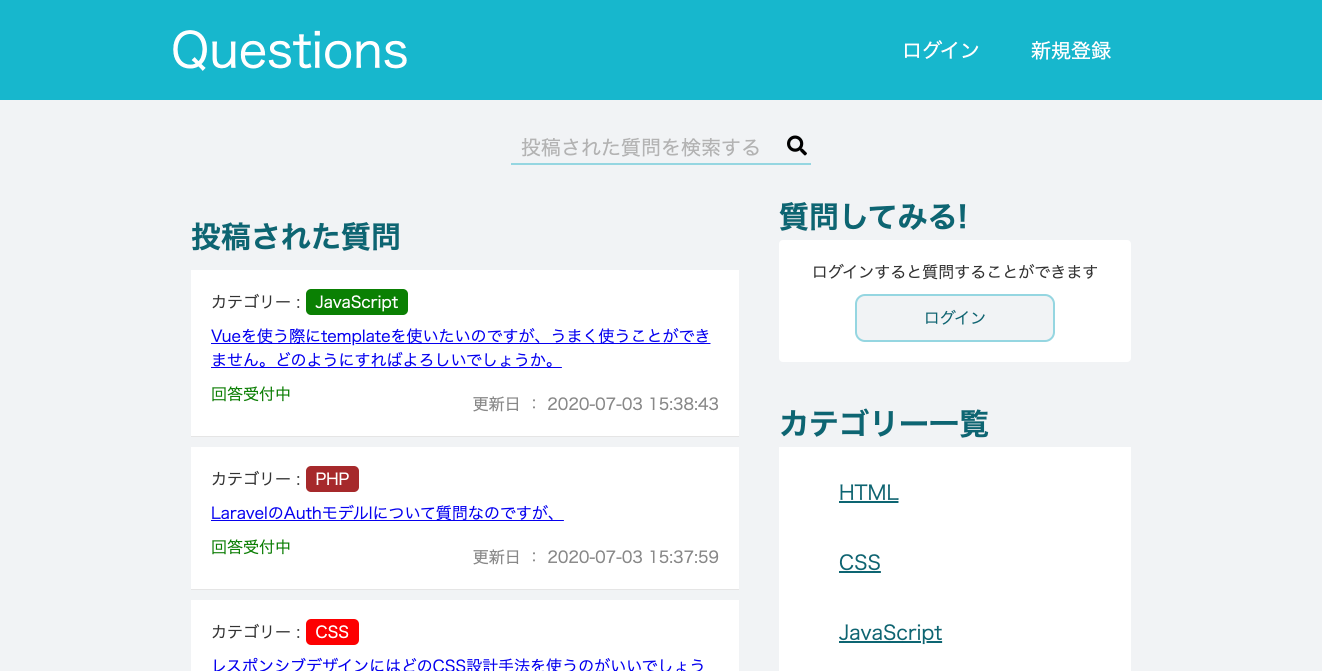 Questions
ログイン
新規登録
投稿された質問を検索する
投稿された質問
カテゴリー : JavaScript
Vueを使う際にtemplateを使いたいのですが、うまく使うことができ
ません。どのようにすればよろしいでしょうか。
回答受付中
更新日 : 2020-07-03 15:38:43
カテゴリー : PHP
LaravelのAuthモデルlについて質問なのですが、
回答受付中
更新日 : 2020-07-03 15:37:59
カテゴリー : CSS
レスポンシブデザインにはどのCSS設計手法を使うのがいいでしょう
質問してみる!
ログインすると質問することができます
ログイン
カテゴリー一覧
HTML
CSS
JavaScript